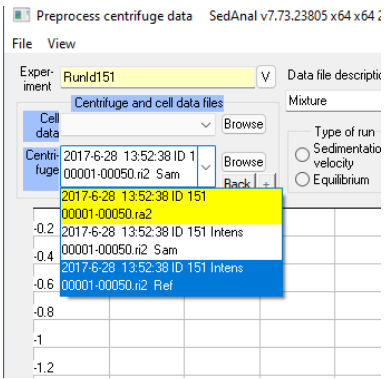 Preprocess centrifuge data SedAnal v7.73.23805 x64 x64
File View
Exper-
iment
RunId151
V
Data file descriptio
Centrifuge and cell data files
Mixture
Cell
data
Browse
Type of run
Centri-
fuge
2017-6-28 13:52:38 ID 1
00001-00050.ri2 Sam
Browse
Back
+
Sedimentatio
velocity
Equilibrium
2017-6-28 13:52:38 ID 151
00001-00050.ra2
2017-6-28 13:52:38 ID 151 Intens
00001-00050.ri2 Sam
2017-6-28 13:52:38 ID 151 Intens
00001-00050.ri2 Ref
-0.2
-0.4
-0.6
-0.8
-1
-1.2